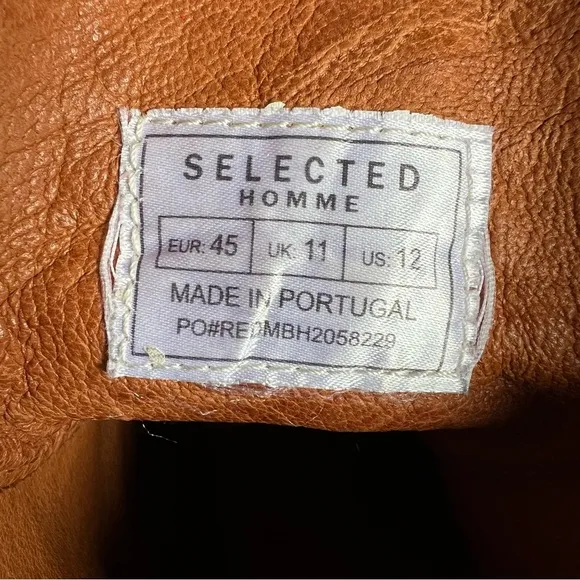 SELECTED
HOMME
EUR: 45 UK: 11 US: 12
MADE IN PORTUGAL
PO#REDMBH2058229